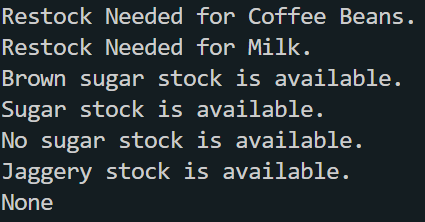 Restock Needed for Coffee Beans.
Restock Needed for Milk.
Brown sugar stock is available.
Sugar stock is available.
No sugar stock is available.
Jaggery stock is available.
None